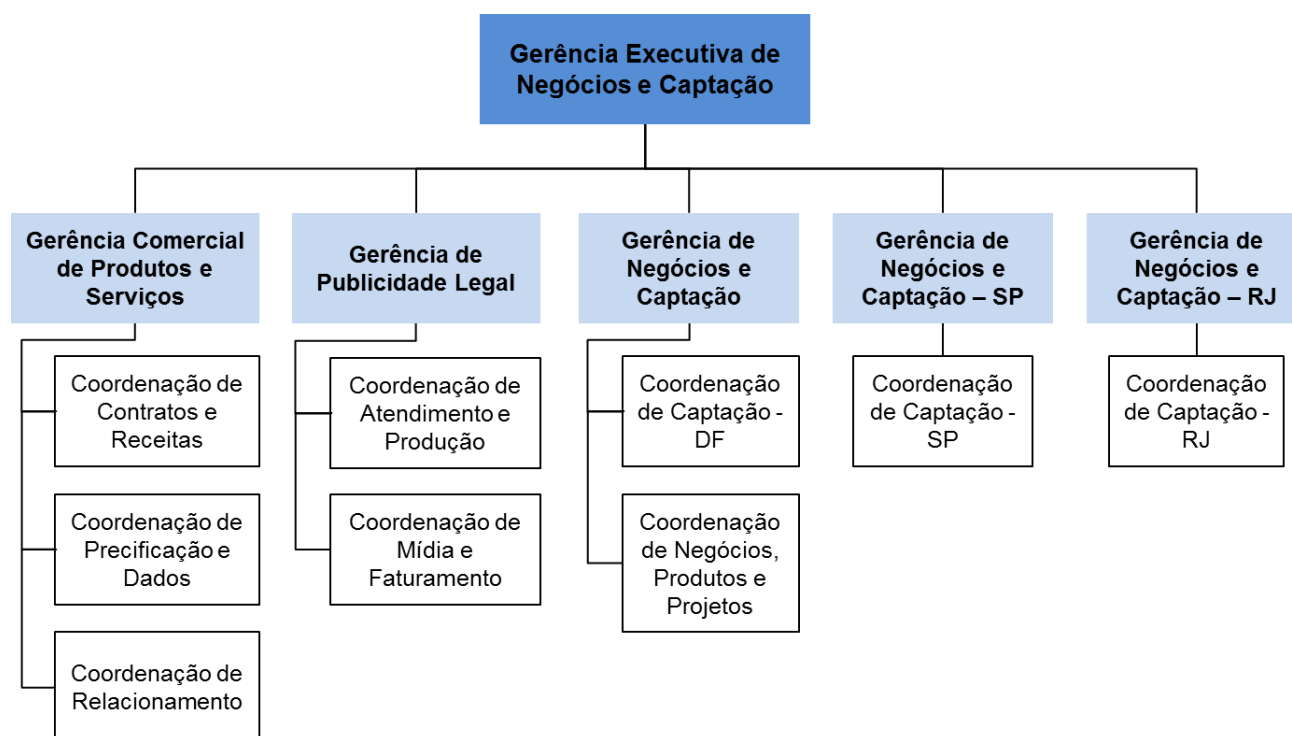 Gerência Executiva de
Negócios e Captação
Gerência Comercial
de Produtos e
Serviços
Gerência de
Publicidade Legal
Gerência de
Negócios e
Captação
Gerência de
Negócios e
Captação – SP
Gerência de
Negócios e
Captação – RJ
Coordenação de
Contratos e
Receitas
Coordenação de
Atendimento e
Produção
Coordenação
de Captação -
DF
Coordenação
de Captação -
SP
Coordenação
de Captação -
RJ
Coordenação de
Precificação e
Dados
Coordenação de
Mídia e
Faturamento
Coordenação
de Negócios,
Produtos e
Projetos
Coordenação de
Relacionamento